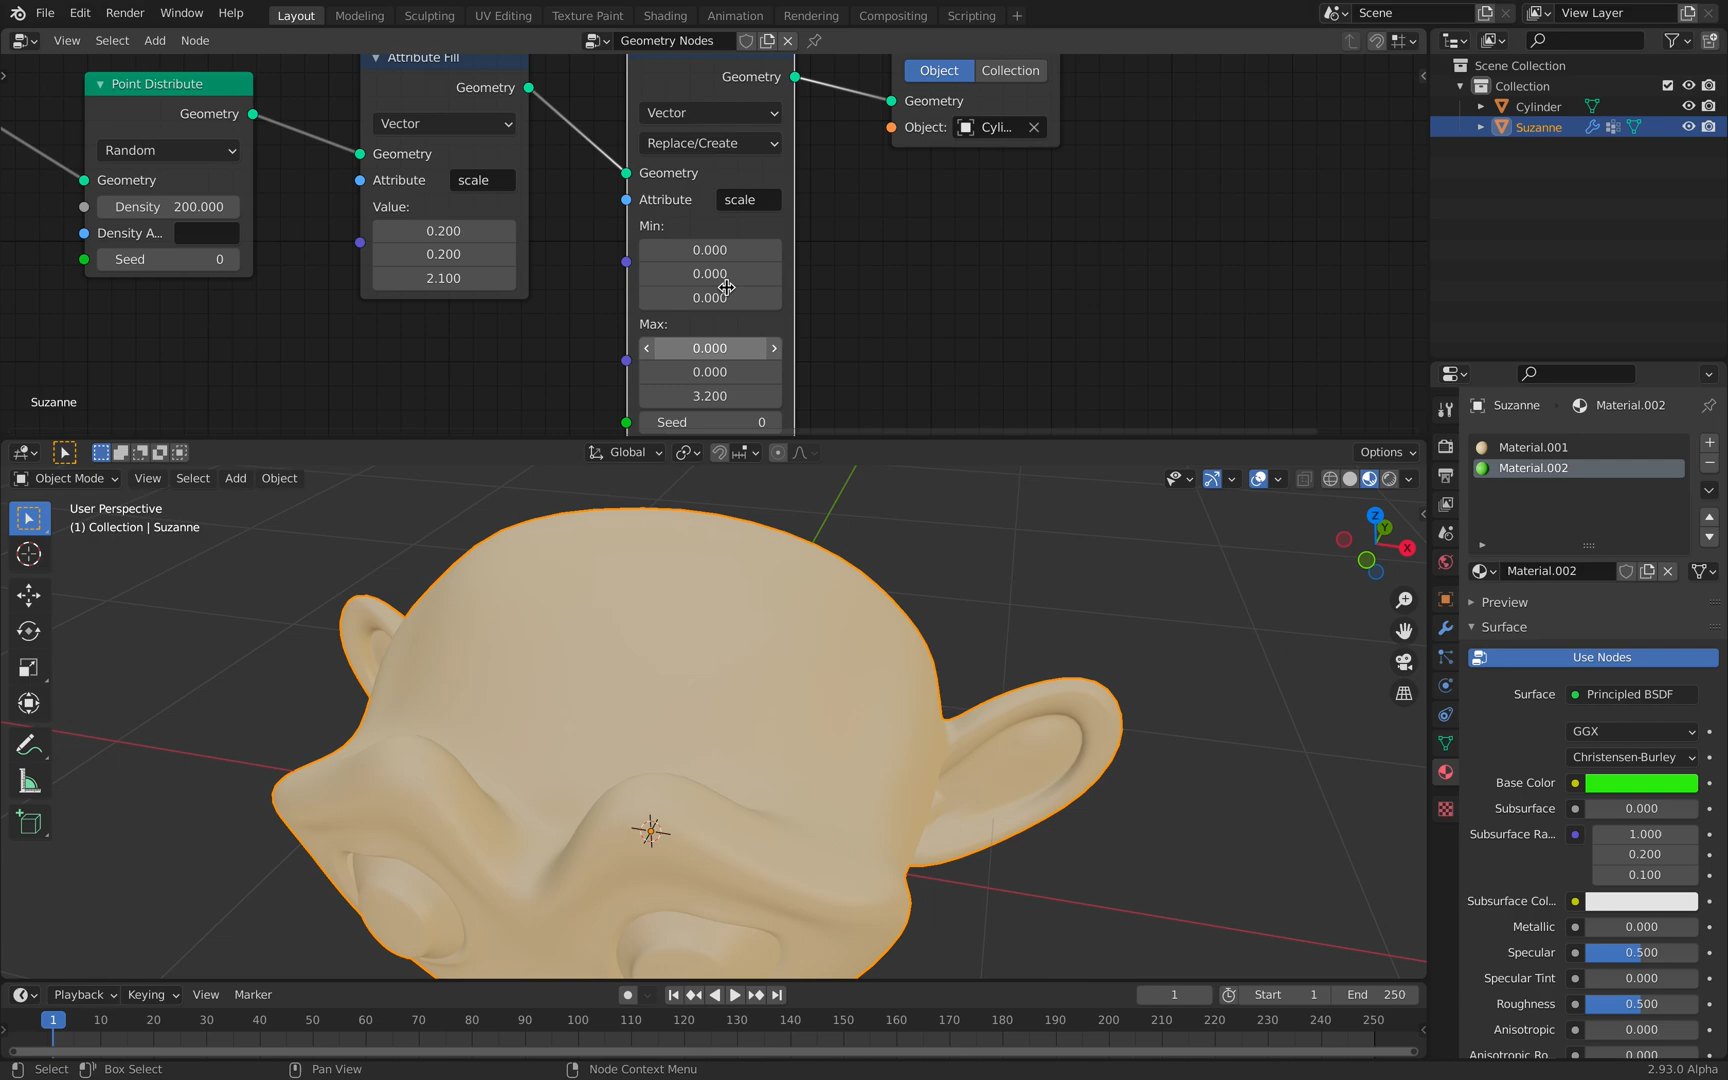 File Edit Render Window Help Layout Modeling Sculpting UV Editing Texture Paint Shading Animation Rendering Compositing Scripting + Scene View Layer
View Select Add Node Geometry Nodes
Point Distribute
Geometry
Random
Geometry
Density 200.000
Density A...
Seed 0
Attribute Fill
Geometry
Vector
Geometry
Attribute scale
Value:
0.200
0.200
2.100
Geometry
Vector
Replace/Create
Geometry
Attribute scale
Min:
0.000
0.000
0.000
Max:
0.000
0.000
3.200
Seed 0
Object Collection
Geometry
Object: Cyli...
Suzanne
Scene Collection
Collection
Cylinder
Suzanne
Global Options
Object Mode View Select Add Object
User Perspective
(1) Collection | Suzanne
Z
Y
X
Suzanne Material.002
Material.001
Material.002
Material.002
Preview
Surface
Use Nodes
Surface Principled BSDF
GGX
Christensen-Burley
Base Color
Subsurface 0.000
Subsurface Ra... 1.000
0.200
0.100
Subsurface Col...
Metallic 0.000
Specular 0.500
Specular Tint 0.000
Roughness 0.500
Anisotropic 0.000
Anisotropic Ro... 0.000
Playback Keying View Marker 1 Start 1 End 250
1 10 20 30 40 50 60 70 80 90 100 110 120 130 140 150 160 170 180 190 200 210 220 230 240 250
Select Box Select Pan View Node Context Menu 2.93.0 Alpha